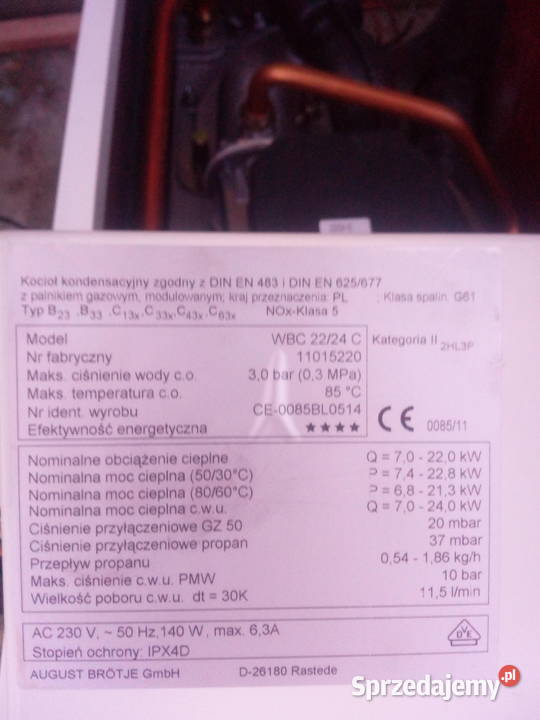 Kocioł kondensacyjny zgodny z DIN EN 483 i DIN EN 625/677
z palnikiem gazowym, modulowanym; kraj przeznaczenia: PL ; Klasa spalin. G61
Typ B23 ,B33 ,C13x,C33x,C43x,C63x NOx-Klasa 5
Model WBC 22/24 C Kategoria II 2HL3P
Nr fabryczny 11015220
Maks. ciśnienie wody c.o. 3,0 bar (0,3 MPa)
Maks. temperatura c.o. 85 °C
Nr ident. wyrobu CE-0085BL0514 CE 0085/11
Efektywność energetyczna ★★★★
Nominalne obciążenie cieplne Q = 7,0 - 22,0 kW
Nominalna moc cieplna (50/30°C) P = 7,4 - 22,8 kW
Nominalna moc cieplna (80/60°C) P = 6,8 - 21,3 kW
Nominalna moc cieplna c.w.u. Q = 7,0 - 24,0 kW
Ciśnienie przyłączeniowe GZ 50 20 mbar
Ciśnienie przyłączeniowe propan 37 mbar
Przepływ propanu 0,54 - 1,86 kg/h
Maks. ciśnienie c.w.u. PMW 10 bar
Wielkość poboru c.w.u. dt = 30K 11,5 l/min
AC 230 V, ~ 50 Hz,140 W , max. 6,3A
Stopień ochrony: IPX4D
DVE
AUGUST BRÖTJE GmbH D-26180 Rastede
Sprzedajemy.pl